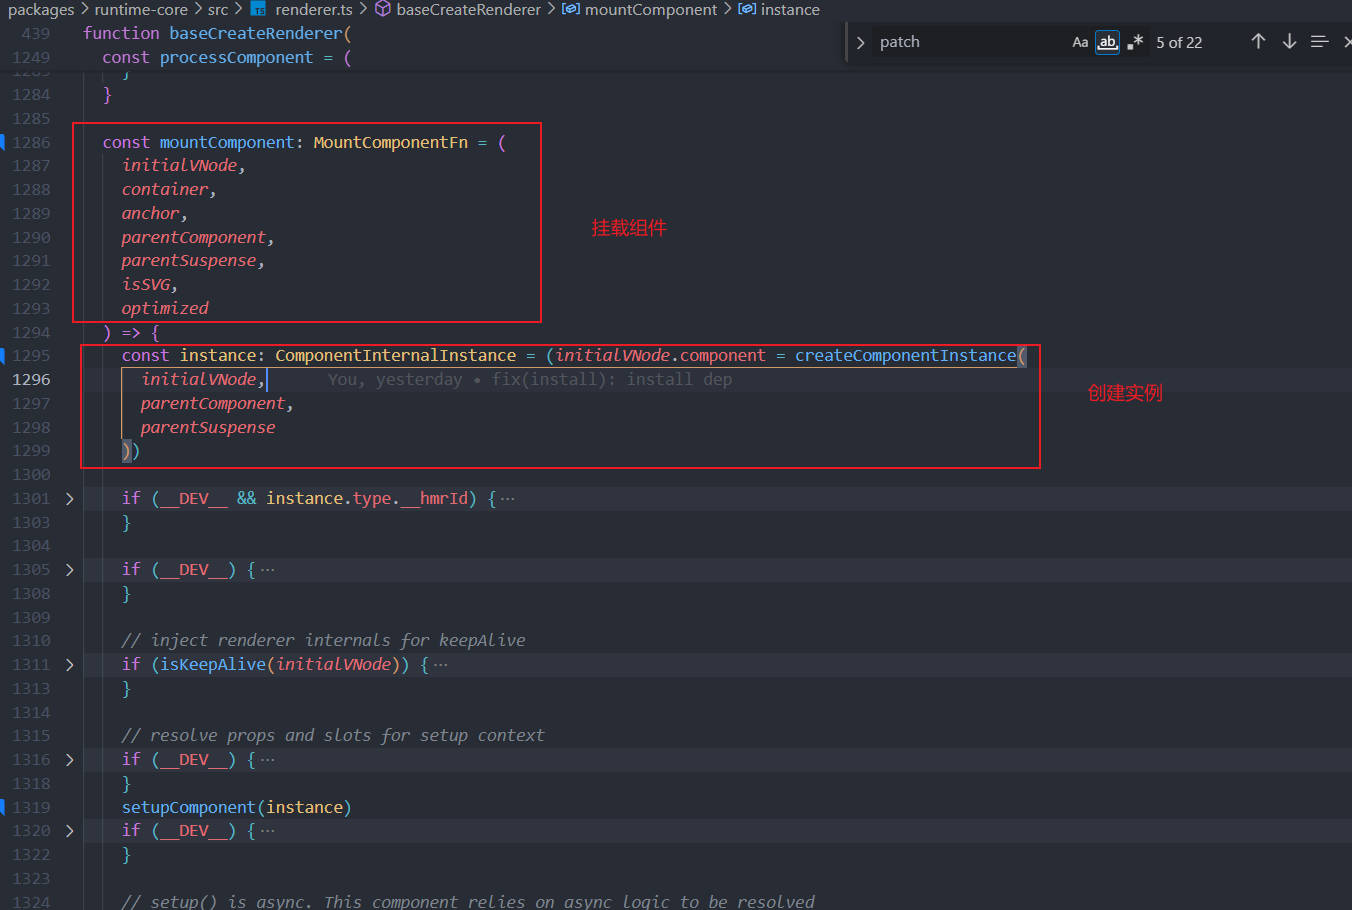 packages > runtime-core > src > TS renderer.ts > baseCreateRenderer > mountComponent > instance
439 function baseCreateRenderer(
patch Aa ab .* 5 of 22
1249 const processComponent = (
1283 }
1284 }
1285
1286 const mountComponent: MountComponentFn = (
1287 initialVNode,
1288 container,
1289 anchor,
挂载组件
1290 parentComponent,
1291 parentSuspense,
1292 isSVG,
1293 optimized
1294 ) => {
1295 const instance: ComponentInternalInstance = (initialVNode.component = createComponentInstance(
1296 initialVNode, You, yesterday • fix(install): install dep
创建实例
1297 parentComponent,
1298 parentSuspense
1299 ))
1300
1301 if (__DEV__ && instance.type.__hmrId) { ⋯
1303 }
1304
1305 if (__DEV__) { ⋯
1308 }
1309
1310 // inject renderer internals for keepAlive
1311 if (isKeepAlive(initialVNode)) { ⋯
1313 }
1314
1315 // resolve props and slots for setup context
1316 if (__DEV__) { ⋯
1318 }
1319 setupComponent(instance)
1320 if (__DEV__) { ⋯
1322 }
1323
1324 // setup() is async. This component relies on async logic to be resolved